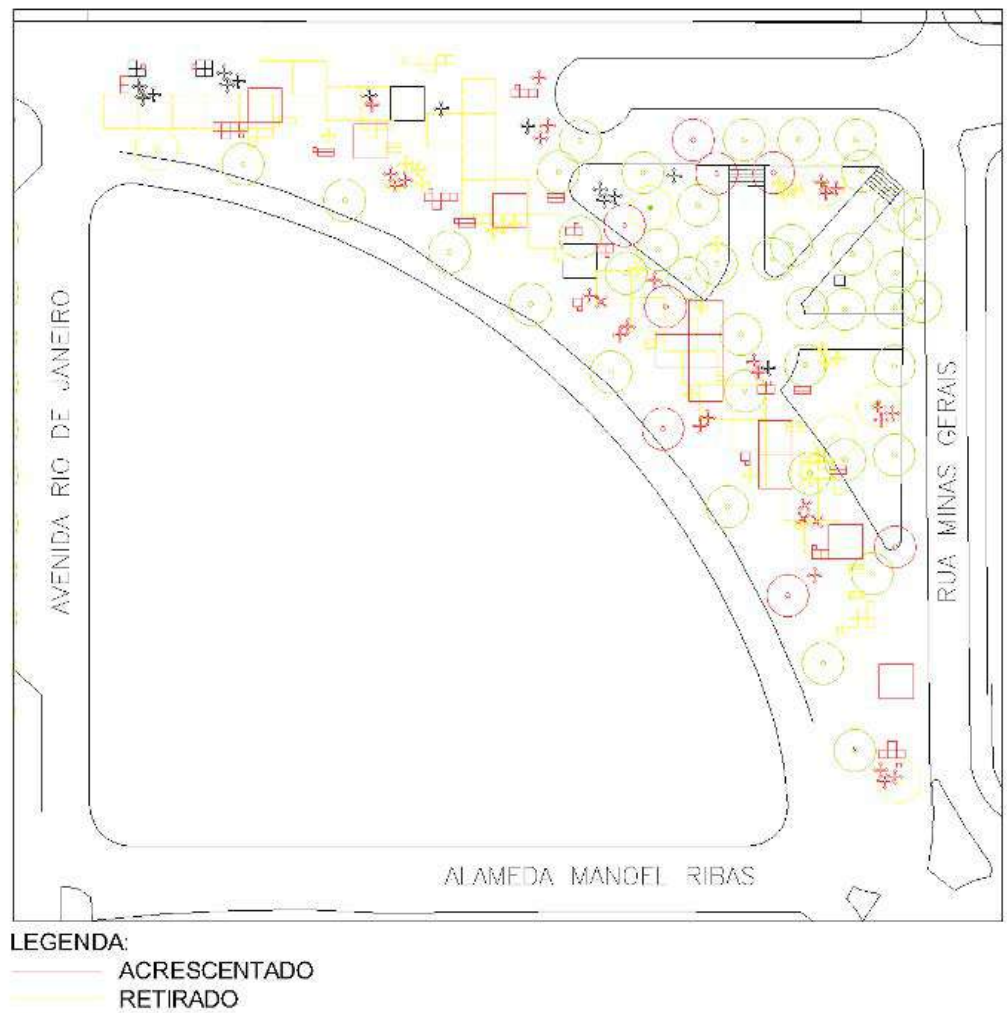 AVENIDA RIO DE JANEIRO
RUA MINAS GERAIS
ALAMEDA MANOEL RIBAS
LEGENDA:
ACRESCENTADO
RETIRADO